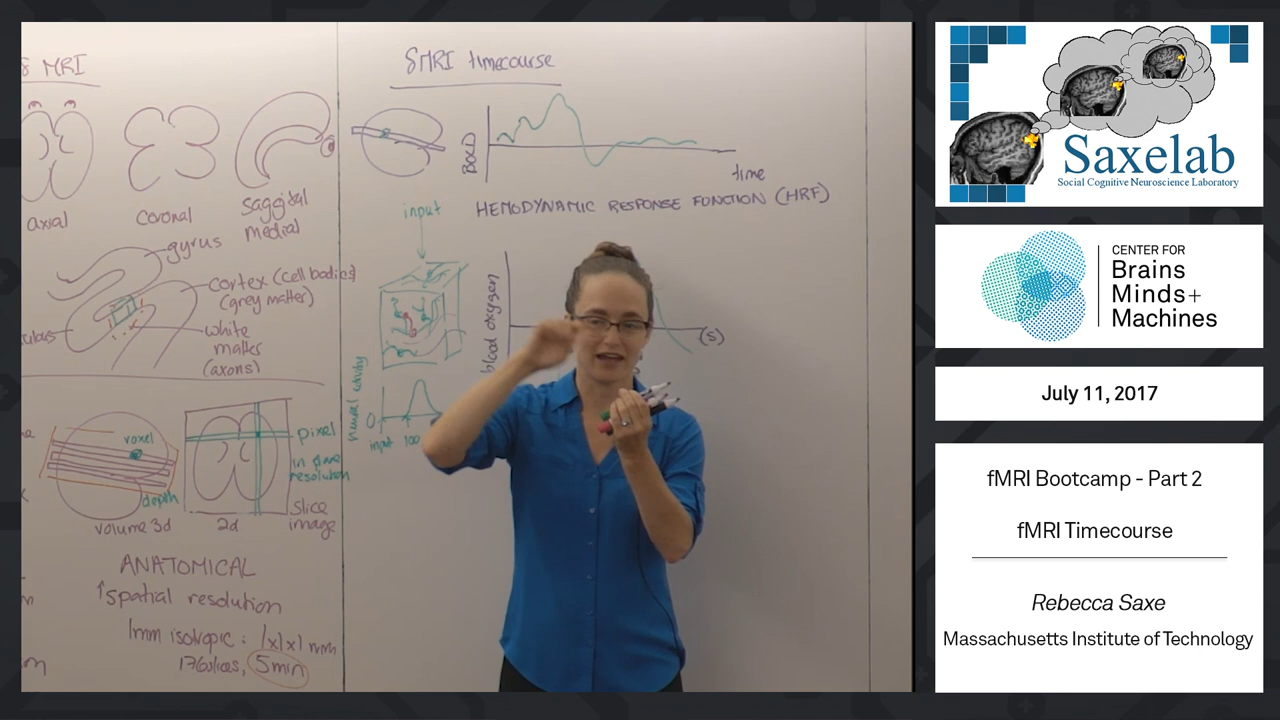 MRI
axial
Coronal
Saggital
medial
gyrus
cortex (cell bodies)
(grey matter)
white
matter
(axons)
voxel
depth
volume 3d
2d
pixel
in plane
resolution
slice
image
ANATOMICAL
↑spatial resolution
1mm isotropic: 1x1x1 mm
176 slices, 5min
fMRI timecourse
BOLD
time
HEMODYNAMIC RESPONSE FUNCTION (HRF)
input
neural activity
0
input 100
blood oxygen
(s)
Saxelab
Social Cognitive Neuroscience Laboratory
CENTER FOR
Brains
Minds+
Machines
July 11, 2017
fMRI Bootcamp - Part 2
fMRI Timecourse
Rebecca Saxe
Massachusetts Institute of Technology